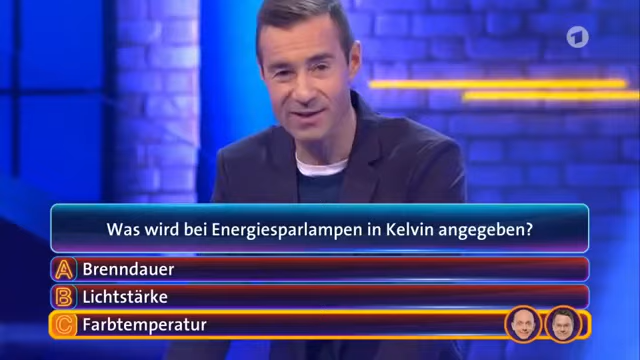 Was wird bei Energiesparlampen in Kelvin angegeben?
A Brenndauer
B Lichtstärke
C Farbtemperatur